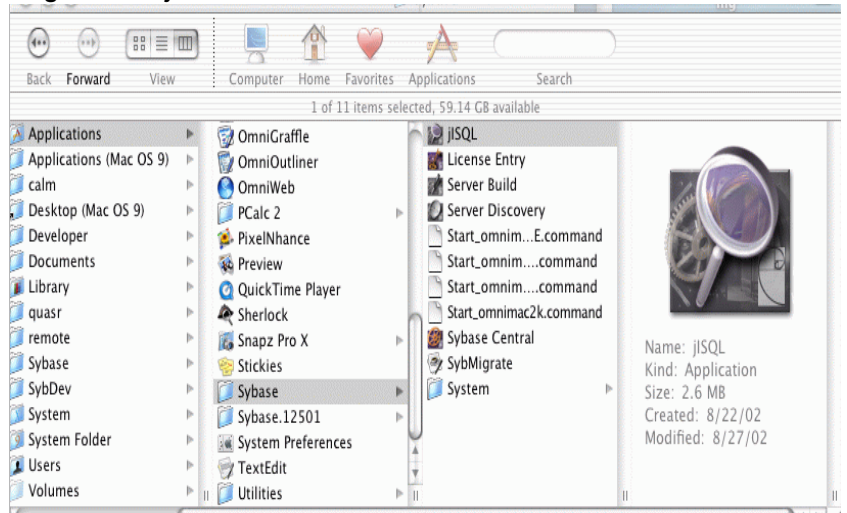 Back Forward View Computer Home Favorites Applications Search
1 of 11 items selected, 59.14 GB available
Applications
Applications (Mac OS 9)
calm
Desktop (Mac OS 9)
Developer
Documents
Library
quasr
remote
Sybase
SybDev
System
System Folder
Users
Volumes
OmniGraffle
OmniOutliner
OmniWeb
PCalc 2
PixelNhance
Preview
QuickTime Player
Sherlock
Snapz Pro X
Stickies
Sybase
Sybase.12501
System Preferences
TextEdit
Utilities
jISQL
License Entry
Server Build
Server Discovery
Start_omnim...E.command
Start_omnim....command
Start_omnim....command
Start_omnimac2k.command
Sybase Central
SybMigrate
System
Name: jISQL
Kind: Application
Size: 2.6 MB
Created: 8/22/02
Modified: 8/27/02